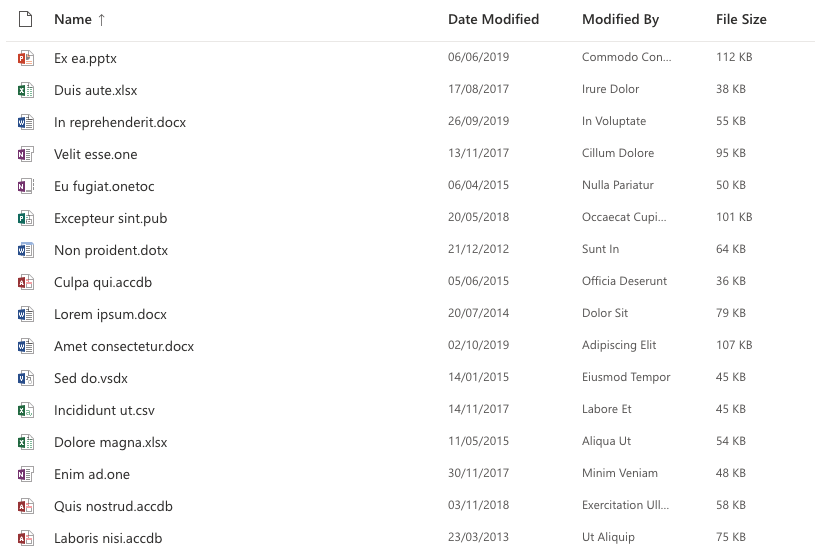 Name ↑ Date Modified Modified By File Size
Ex ea.pptx 06/06/2019 Commodo Con... 112 KB
Duis aute.xlsx 17/08/2017 Irure Dolor 38 KB
In reprehenderit.docx 26/09/2019 In Voluptate 55 KB
Velit esse.one 13/11/2017 Cillum Dolore 95 KB
Eu fugiat.onetoc 06/04/2015 Nulla Pariatur 50 KB
Excepteur sint.pub 20/05/2018 Occaecat Cupi... 101 KB
Non proident.dotx 21/12/2012 Sunt In 64 KB
Culpa qui.accdb 05/06/2015 Officia Deserunt 36 KB
Lorem ipsum.docx 20/07/2014 Dolor Sit 79 KB
Amet consectetur.docx 02/10/2019 Adipiscing Elit 107 KB
Sed do.vsdx 14/01/2015 Eiusmod Tempor 45 KB
Incididunt ut.csv 14/11/2017 Labore Et 45 KB
Dolore magna.xlsx 11/05/2015 Aliqua Ut 54 KB
Enim ad.one 30/11/2017 Minim Veniam 48 KB
Quis nostrud.accdb 03/11/2018 Exercitation Ull... 58 KB
Laboris nisi.accdb 23/03/2013 Ut Aliquip 75 KB